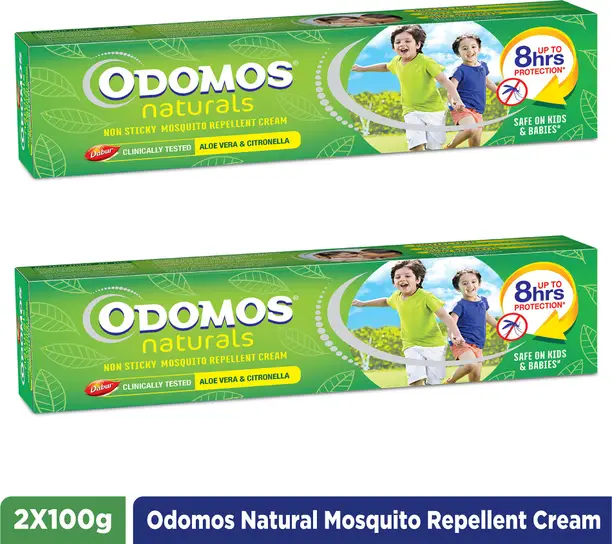 ODOMOS®
naturals
NON STICKY MOSQUITO REPELLENT CREAM
Dabur CLINICALLY TESTED ALOE VERA & CITRONELLA
UP TO
8hrs
PROTECTION*
SAFE ON KIDS
& BABIES*
ODOMOS®
naturals
NON STICKY MOSQUITO REPELLENT CREAM
Dabur CLINICALLY TESTED ALOE VERA & CITRONELLA
UP TO
8hrs
PROTECTION*
SAFE ON KIDS
& BABIES*
2X100g Odomos Natural Mosquito Repellent Cream